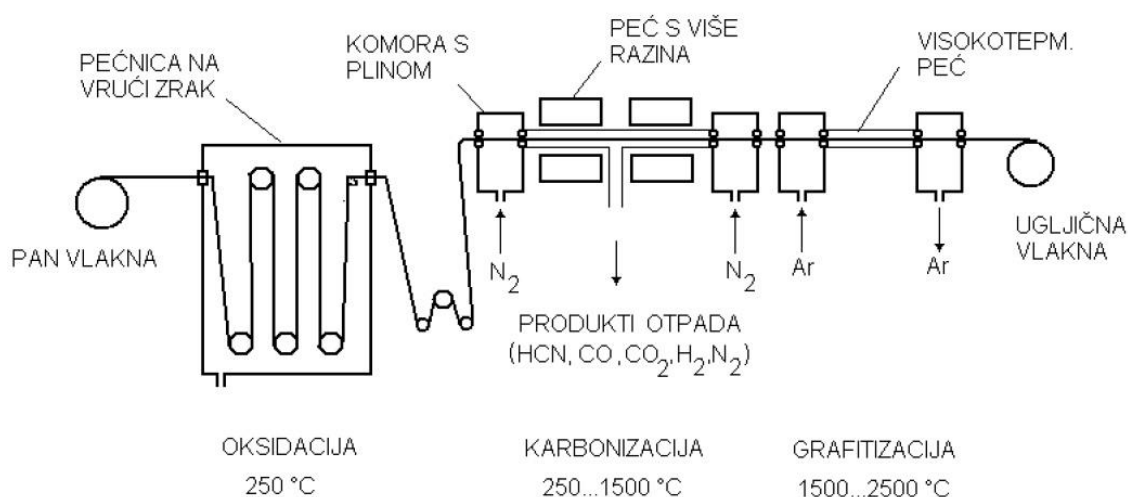 PEĆNICA NA
VRUĆI ZRAK
KOMORA S
PLINOM
PEĆ S VIŠE
RAZINA
VISOKOTEPM.
PEĆ
PAN VLAKNA
N2
N2
Ar
Ar
UGLJIČNA
VLAKNA
PRODUKTI OTPADA
(HCN, CO ,CO2,H2,N2)
OKSIDACIJA
250 °C
KARBONIZACIJA
250...1500 °C
GRAFITIZACIJA
1500...2500 °C